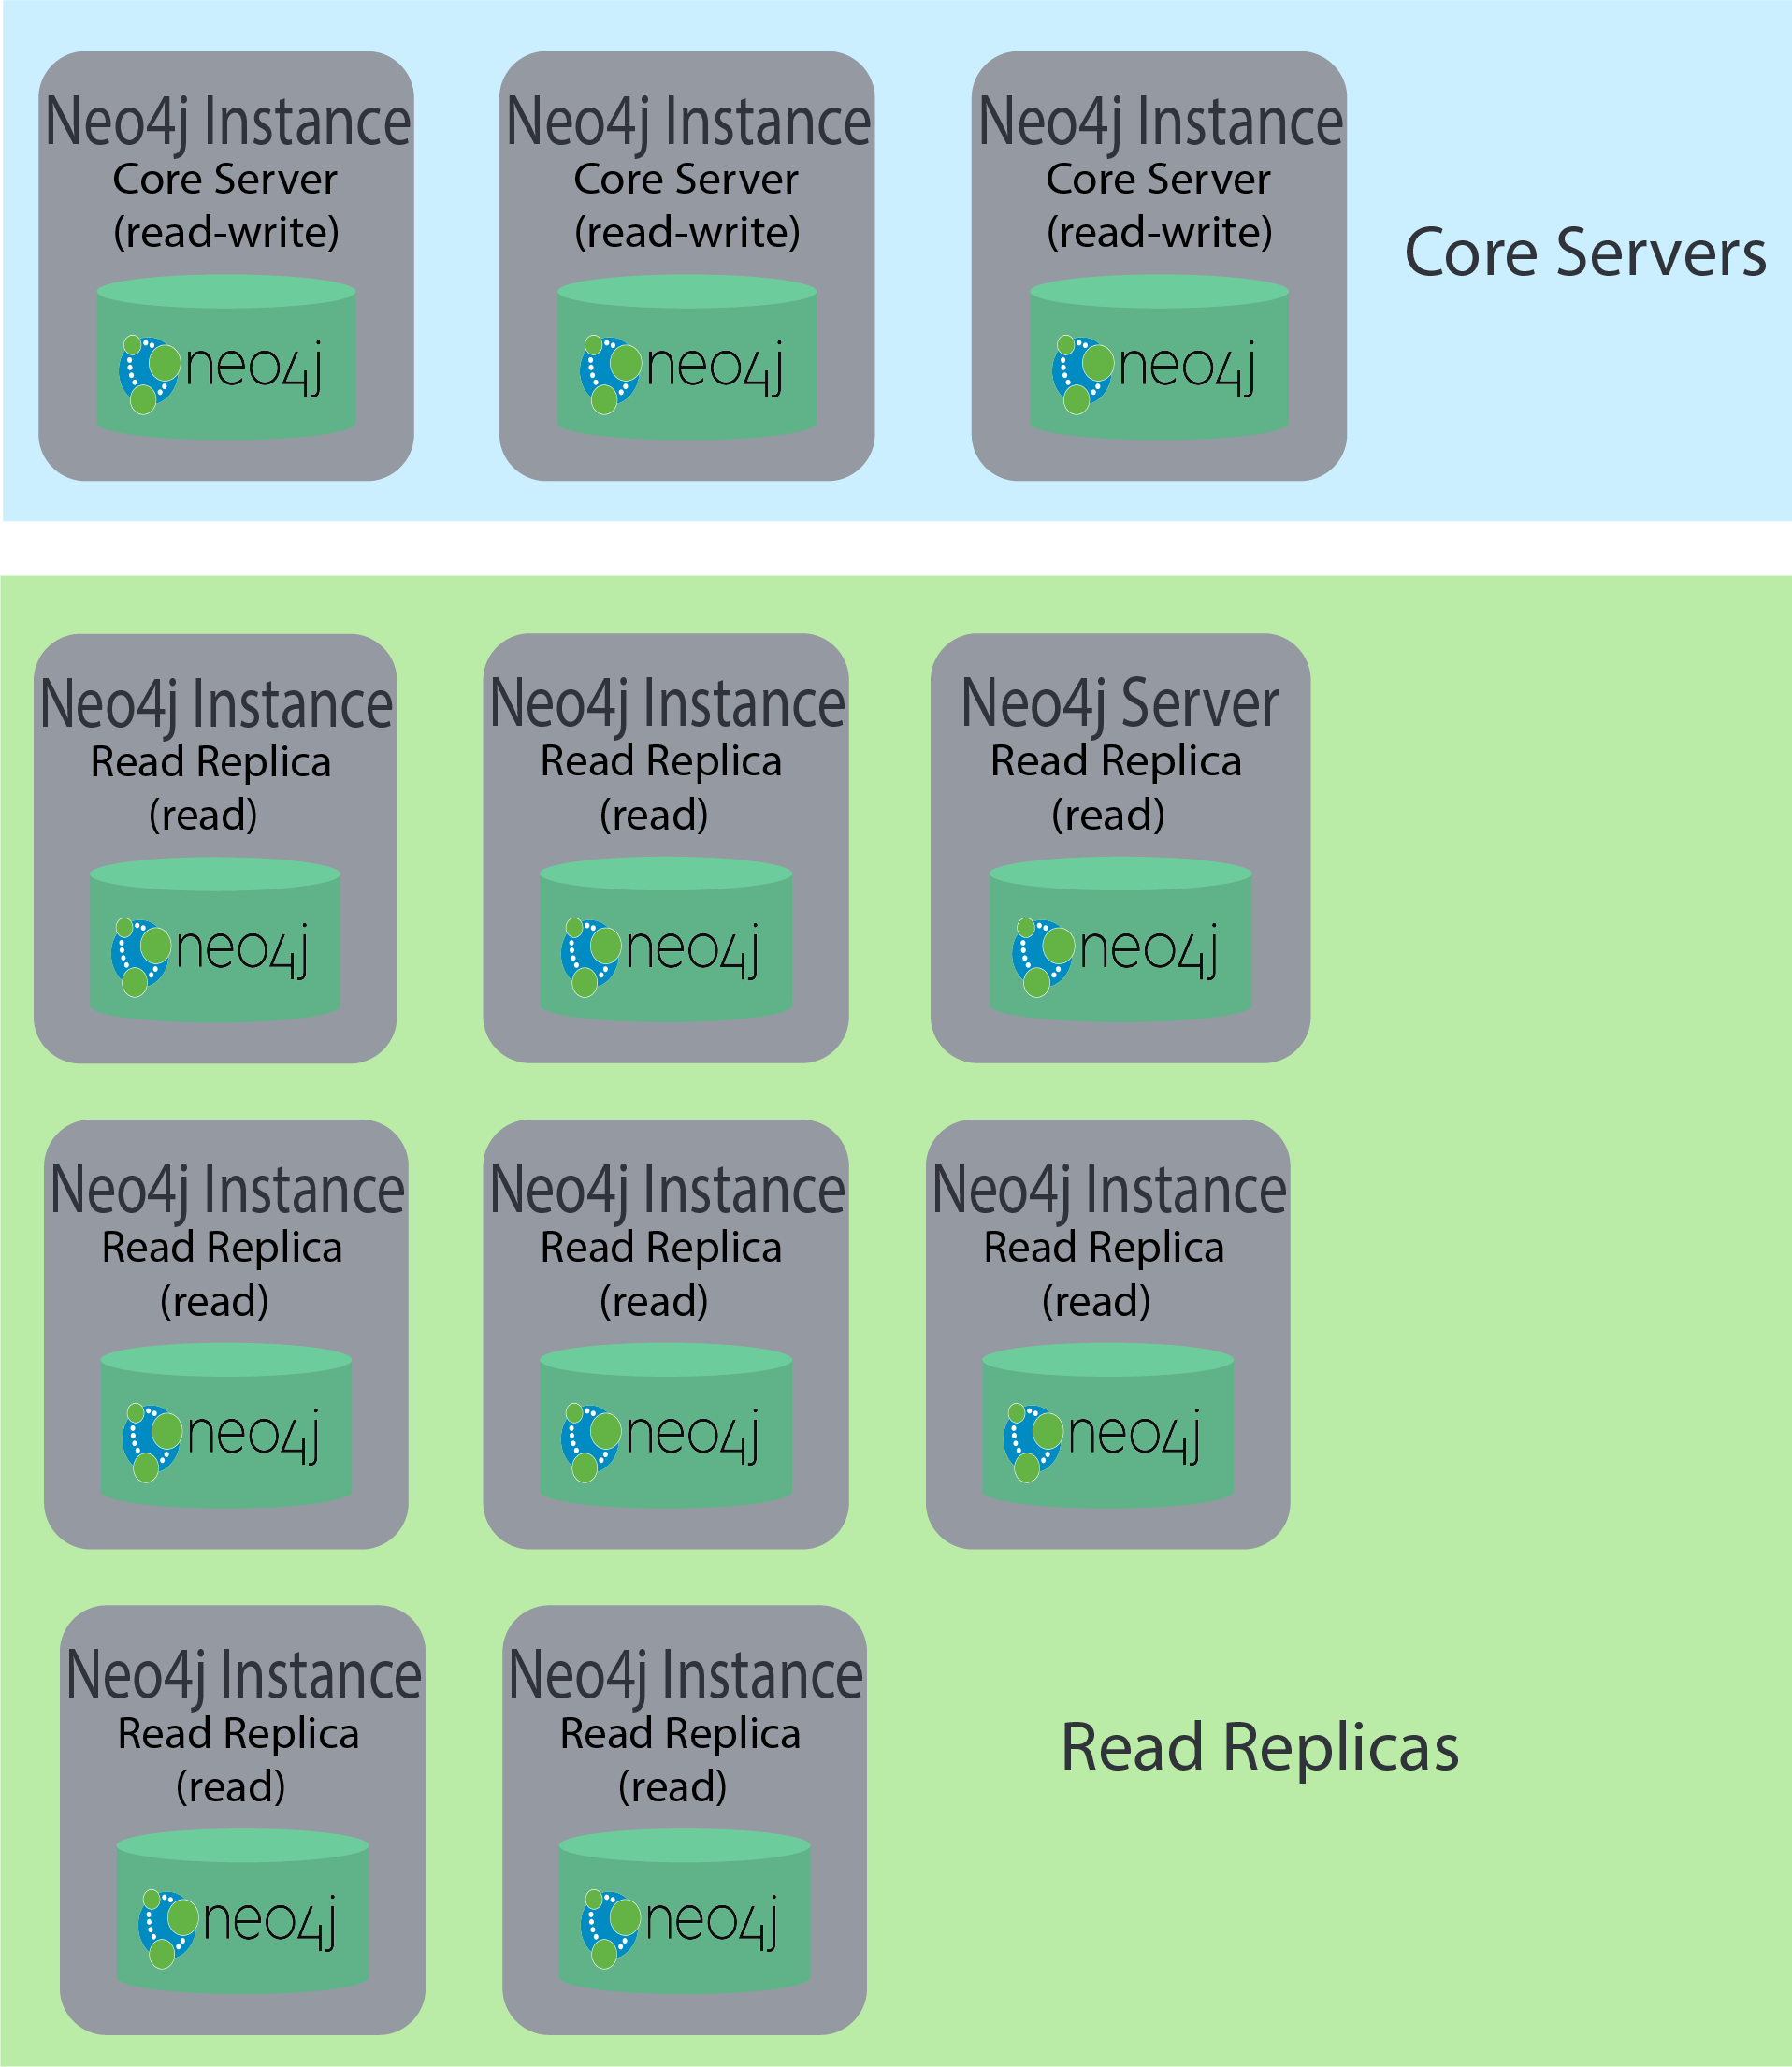 Neo4j Instance
Core Server
(read-write)
neo4j
Neo4j Instance
Core Server
(read-write)
neo4j
Neo4j Instance
Core Server
(read-write)
neo4j
Core Servers
Neo4j Instance
Read Replica
(read)
neo4j
Neo4j Instance
Read Replica
(read)
neo4j
Neo4j Server
Read Replica
(read)
neo4j
Neo4j Instance
Read Replica
(read)
neo4j
Neo4j Instance
Read Replica
(read)
neo4j
Neo4j Instance
Read Replica
(read)
neo4j
Neo4j Instance
Read Replica
(read)
neo4j
Neo4j Instance
Read Replica
(read)
neo4j
Read Replicas